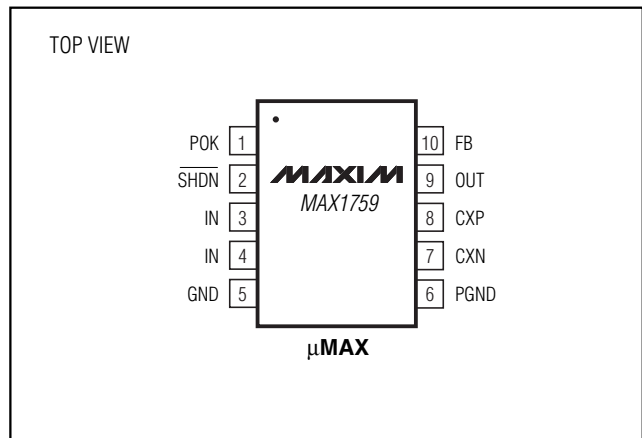 TOP VIEW
POK 1
SHDN 2
IN 3
IN 4
GND 5
MAXIM
MAX1759
10 FB
9 OUT
8 CXP
7 CXN
6 PGND
µMAX